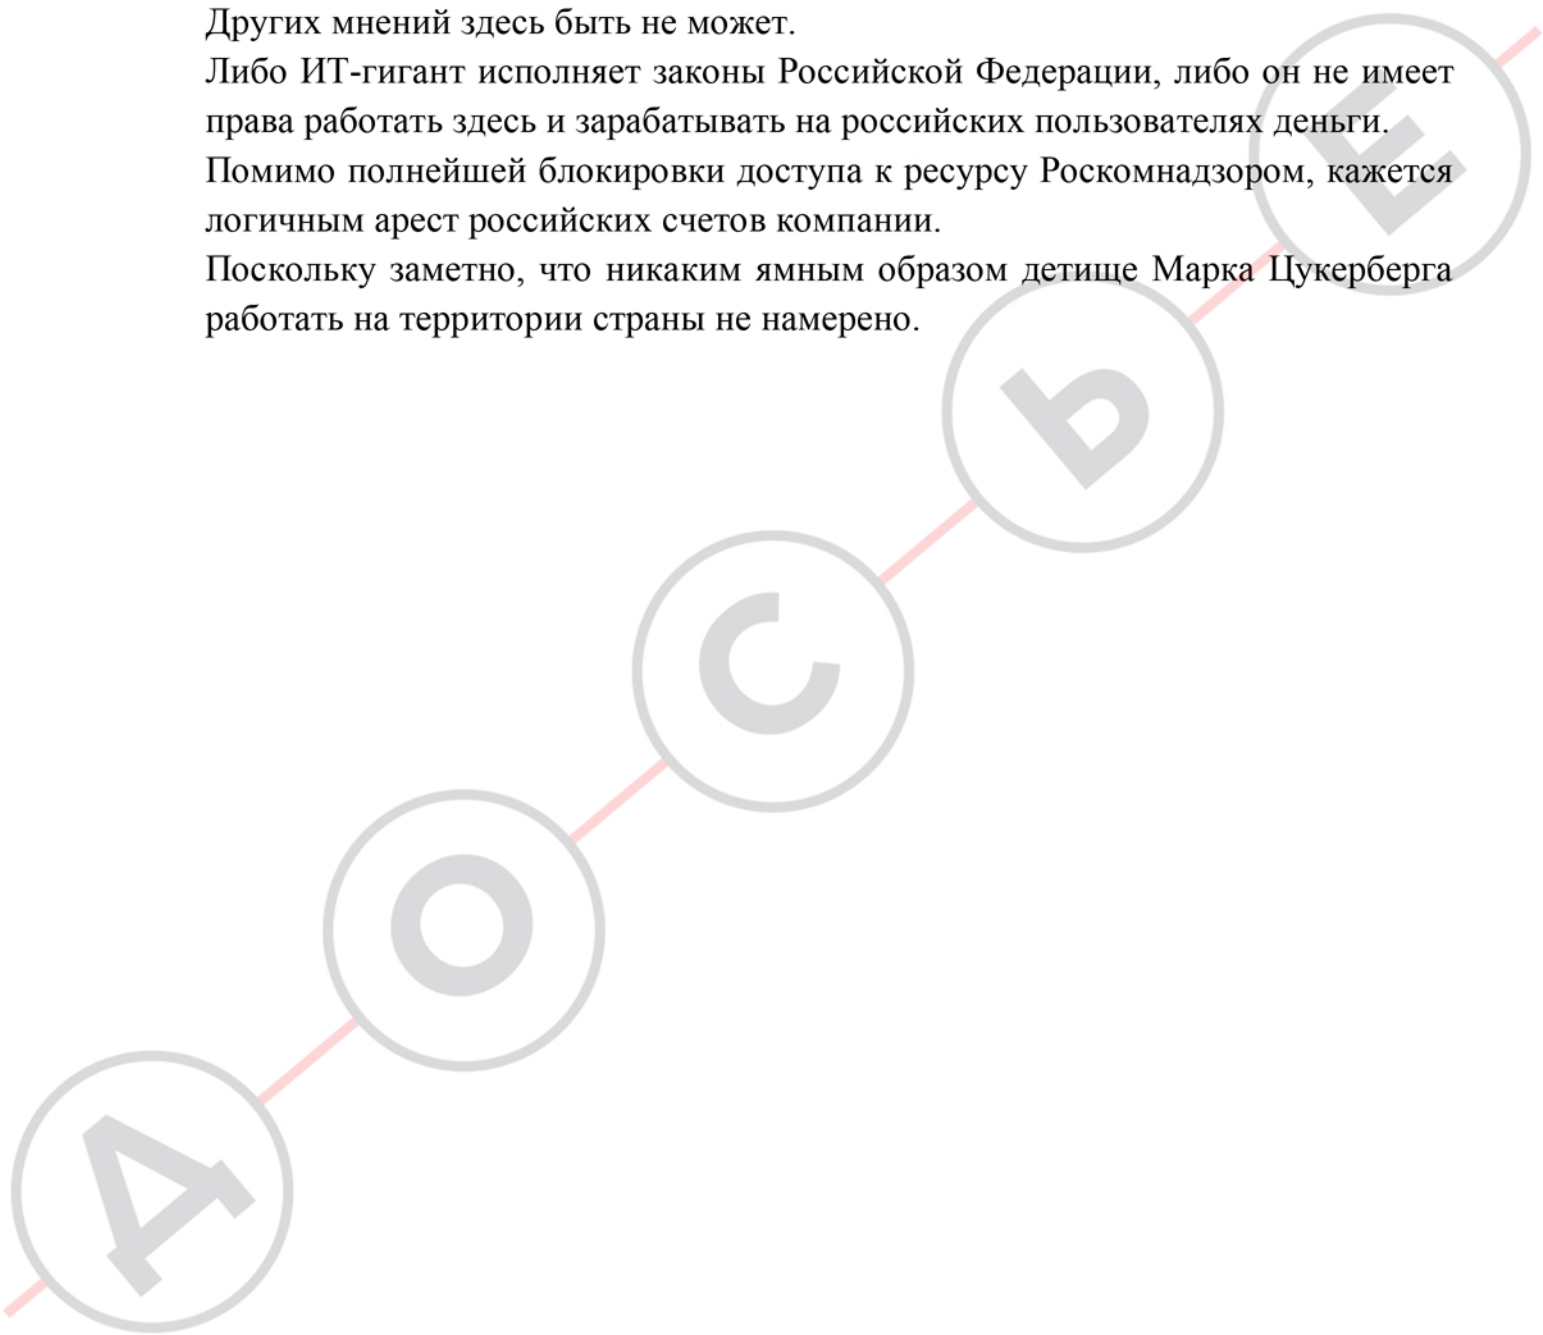 Других мнений здесь быть не может.
Либо ИТ-гигант исполняет законы Российской Федерации, либо он не имеет
права работать здесь и зарабатывать на российских пользователях деньги.
Помимо полнейшей блокировки доступа к ресурсу Роскомнадзором, кажется
логичным арест российских счетов компании.
Поскольку заметно, что никаким ямным образом детище Марка Цукерберга
работать на территории страны не намерено.
ДОСЬЕ